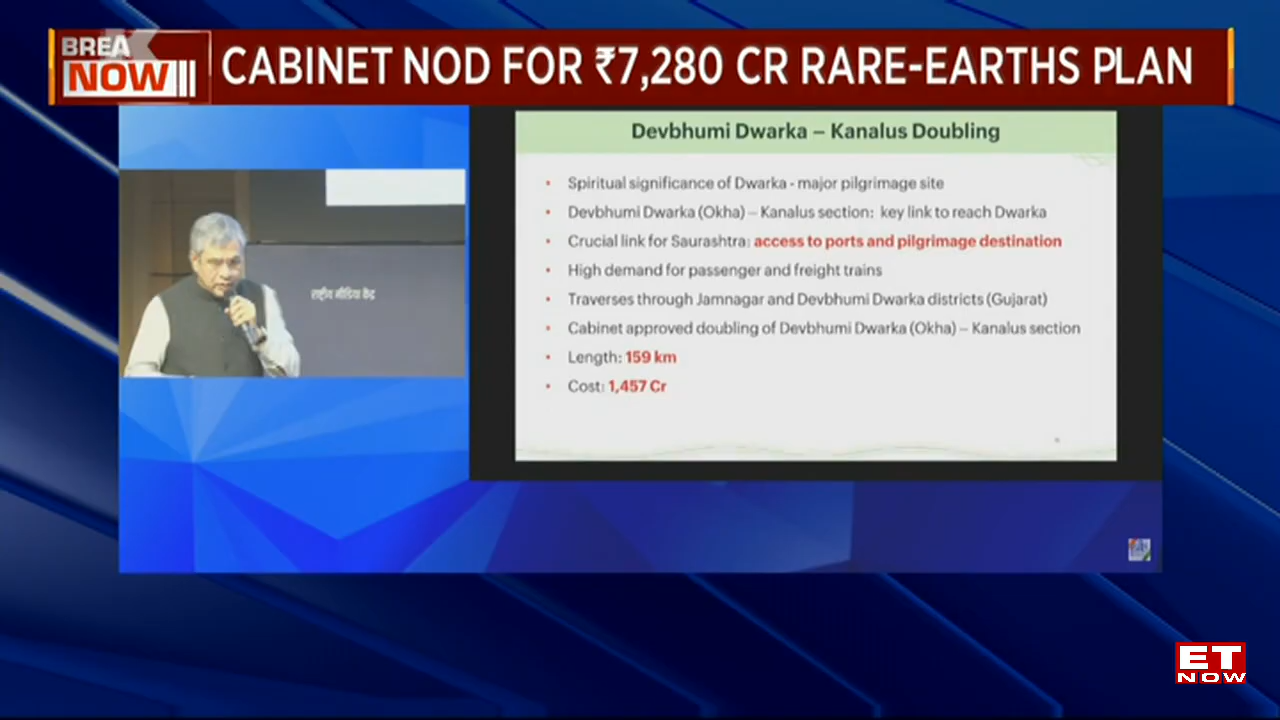 BREAK
NOW
CABINET NOD FOR ₹7,280 CR RARE-EARTHS PLAN
Devbhumi Dwarka – Kanalus Doubling
• Spiritual significance of Dwarka - major pilgrimage site
• Devbhumi Dwarka (Okha) – Kanalus section: key link to reach Dwarka
• Crucial link for Saurashtra: access to ports and pilgrimage destination
• High demand for passenger and freight trains
• Traverses through Jamnagar and Devbhumi Dwarka districts (Gujarat)
• Cabinet approved doubling of Devbhumi Dwarka (Okha) – Kanalus section
• Length: 159 km
• Cost: 1,457 Cr
राष्ट्रीय मीडिया केंद्र
ET
NOW